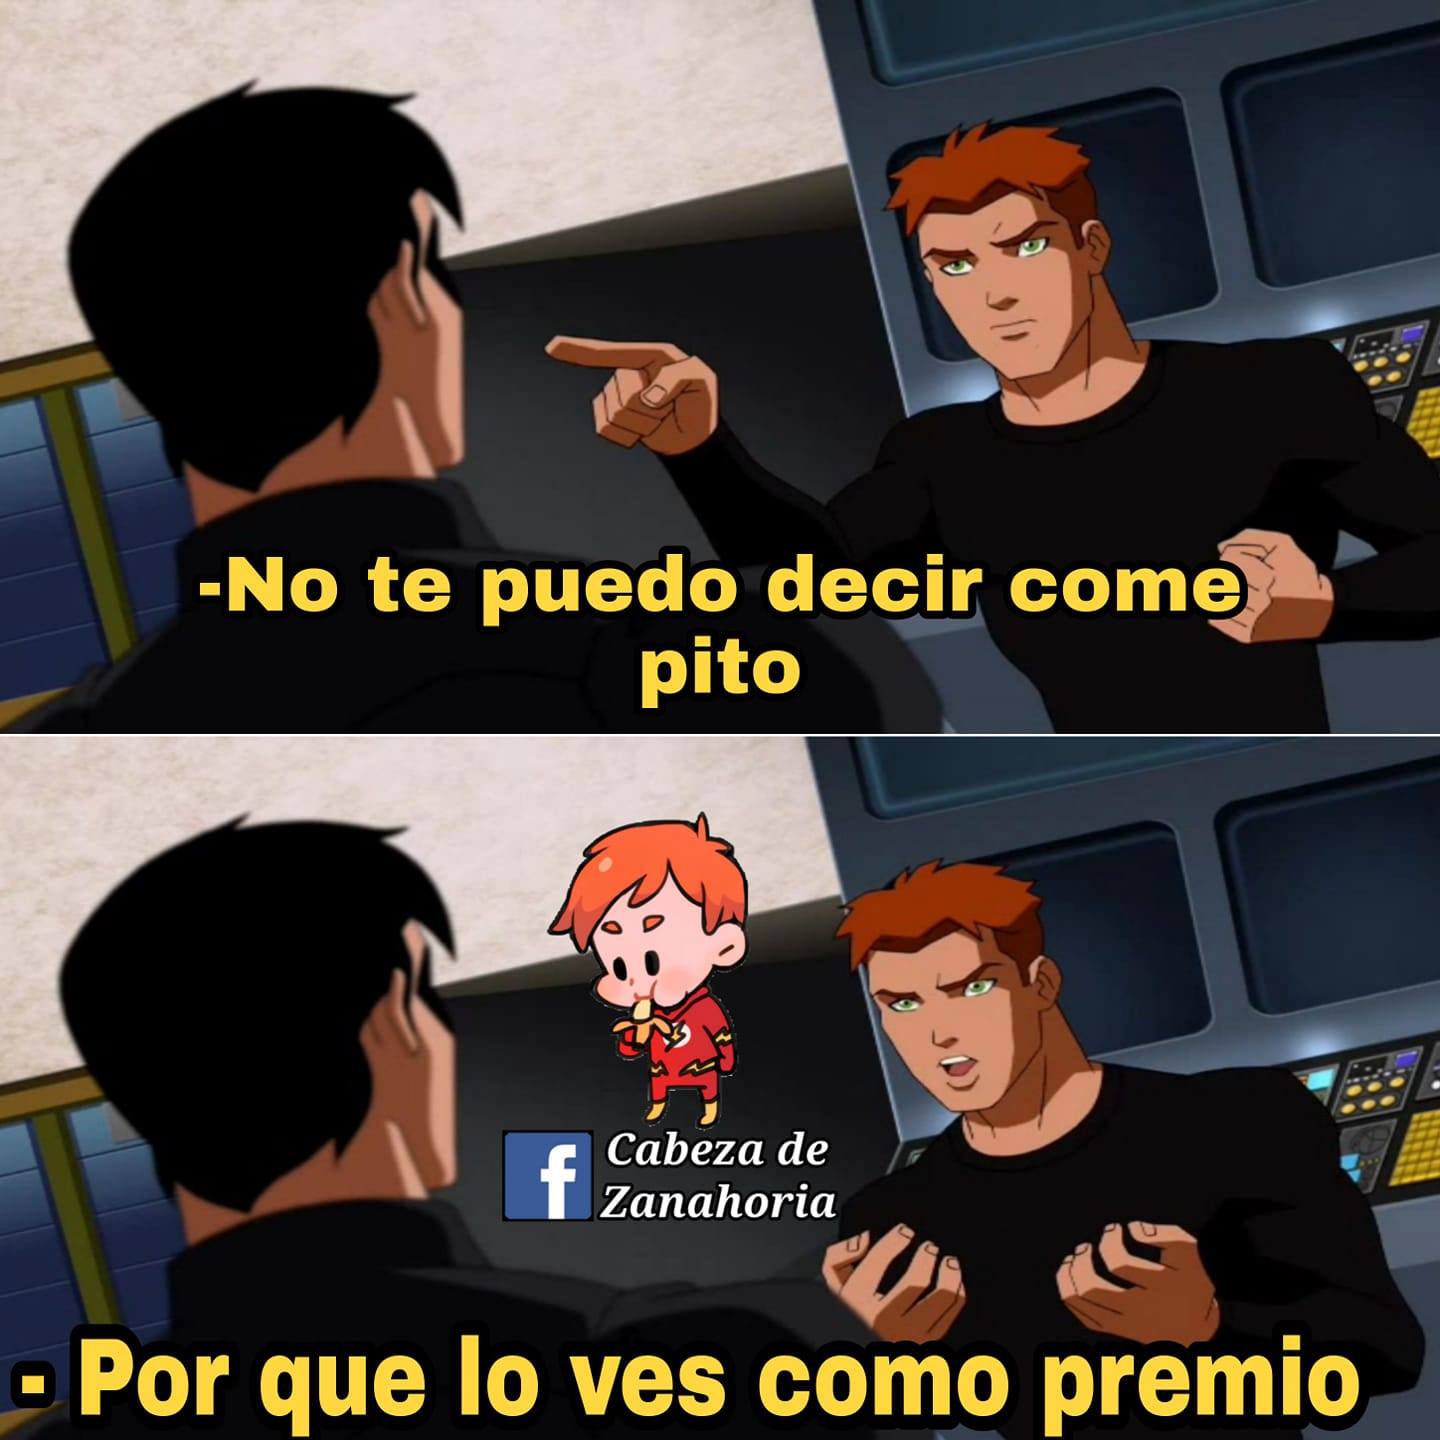 -No te puedo decir come
pito
f Cabeza de
Zanahoria
- Por que lo ves como premio